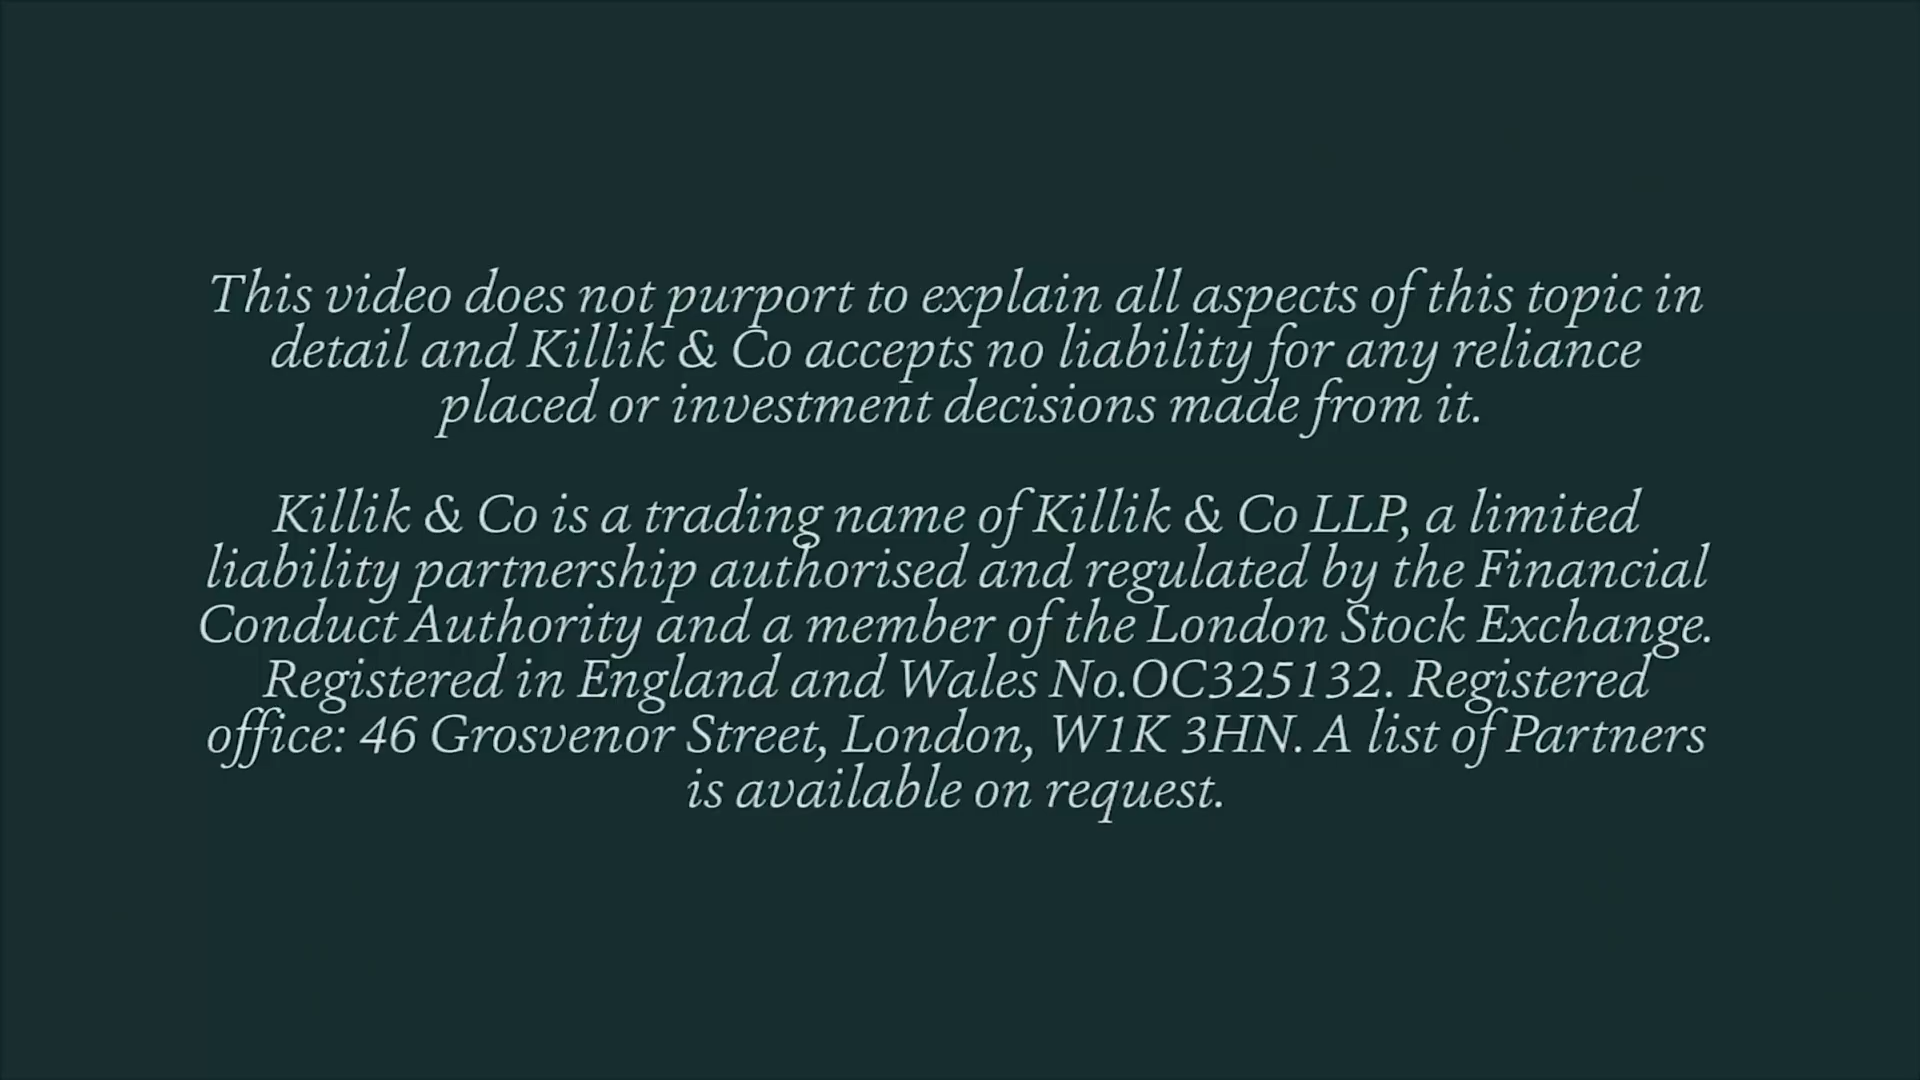 This video does not purport to explain all aspects of this topic in
detail and Killik & Co accepts no liability for any reliance
placed or investment decisions made from it.
Killik & Co is a trading name of Killik & Co LLP, a limited
liability partnership authorised and regulated by the Financial
Conduct Authority and a member of the London Stock Exchange.
Registered in England and Wales No.OC325132. Registered
office: 46 Grosvenor Street, London, W1K 3HN. A list of Partners
is available on request.